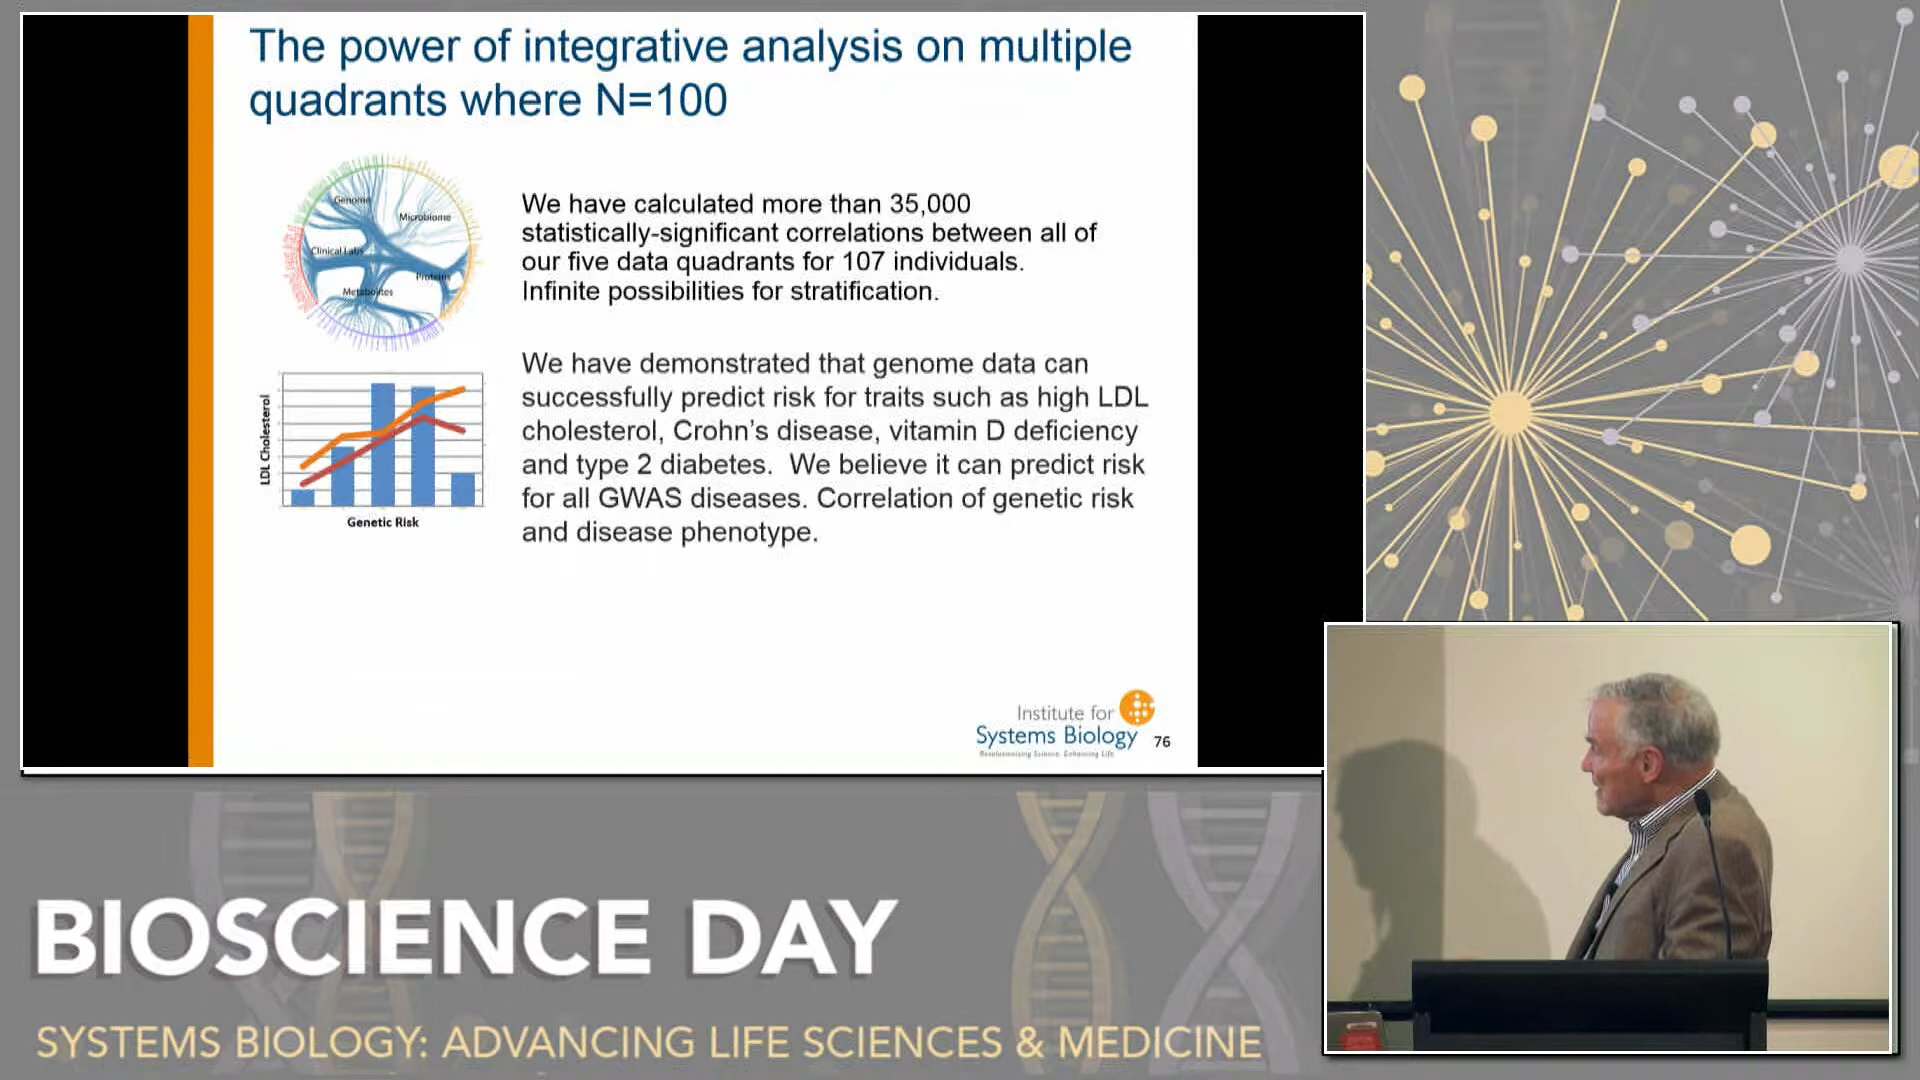 The power of integrative analysis on multiple
quadrants where N=100
Genome
Microbiome
Clinical Labs
Proteins
Metabolites
We have calculated more than 35,000
statistically-significant correlations between all of
our five data quadrants for 107 individuals.
Infinite possibilities for stratification.
LDL Cholesterol
Genetic Risk
We have demonstrated that genome data can
successfully predict risk for traits such as high LDL
cholesterol, Crohn’s disease, vitamin D deficiency
and type 2 diabetes.  We believe it can predict risk
for all GWAS diseases. Correlation of genetic risk
and disease phenotype.
Institute for
Systems Biology
Revolutionizing Science. Enhancing Life.
76
BIOSCIENCE DAY
SYSTEMS BIOLOGY: ADVANCING LIFE SCIENCES & MEDICINE